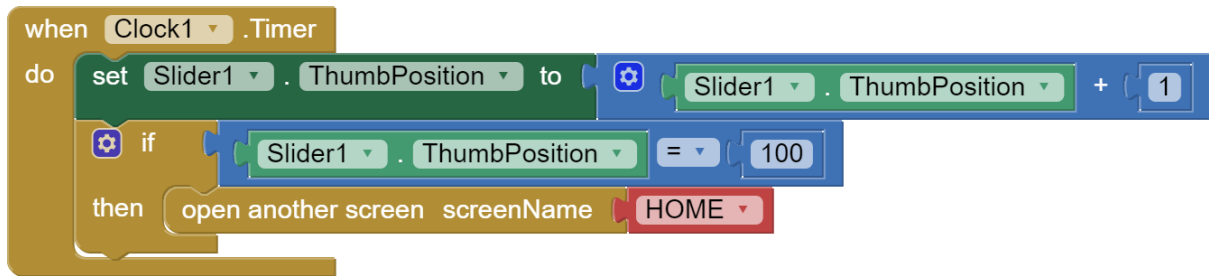 when Clock1 .Timer
do set Slider1 . ThumbPosition to Slider1 . ThumbPosition + 1
if Slider1 . ThumbPosition = 100
then open another screen screenName HOME